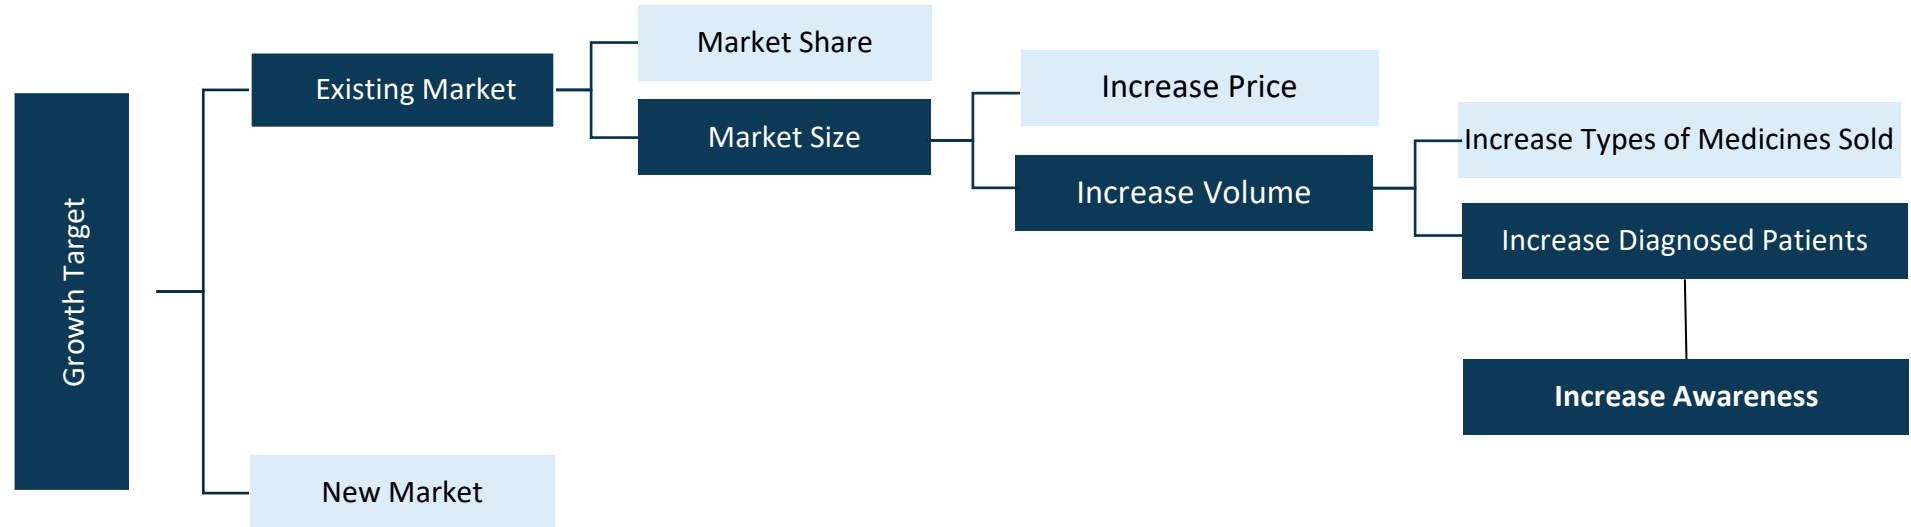 Growth Target
Existing Market
New Market
Market Share
Market Size
Increase Price
Increase Volume
Increase Types of Medicines Sold
Increase Diagnosed Patients
Increase Awareness